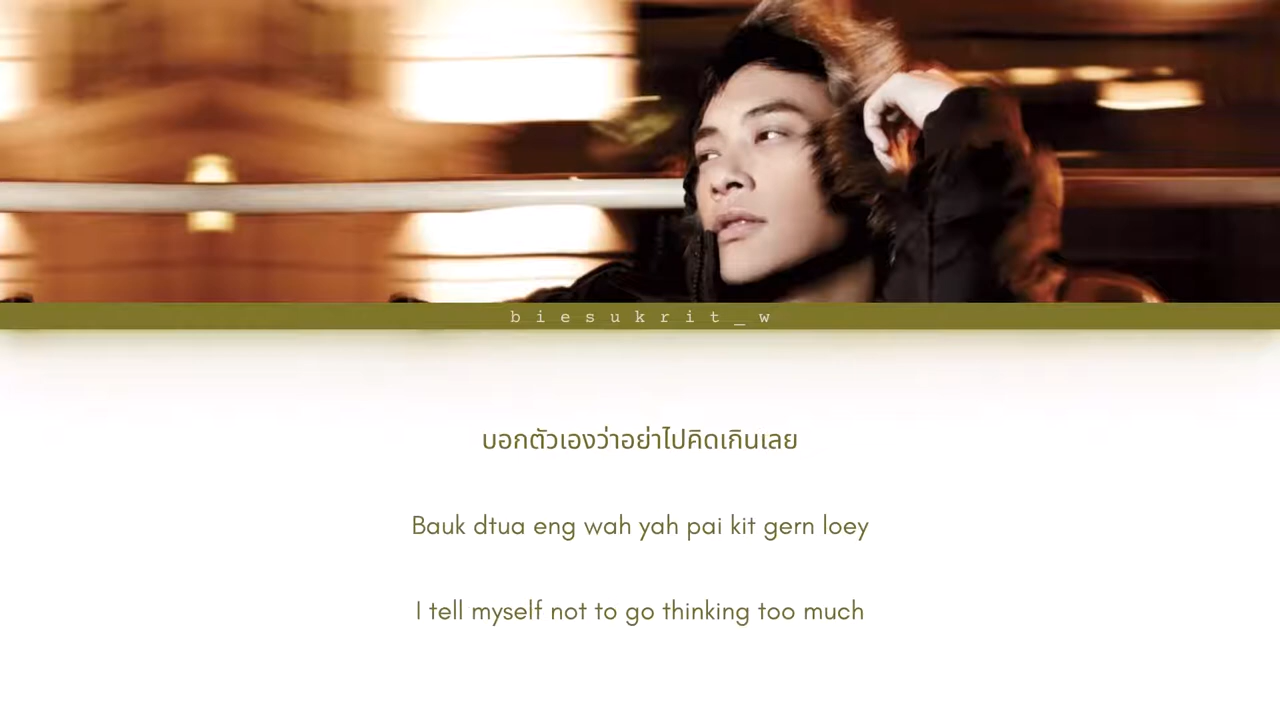 biesukrit_w
บอกตัวเองว่าอย่าไปคิดเกินเลย
Bauk dtua eng wah yah pai kit gern loey
I tell myself not to go thinking too much